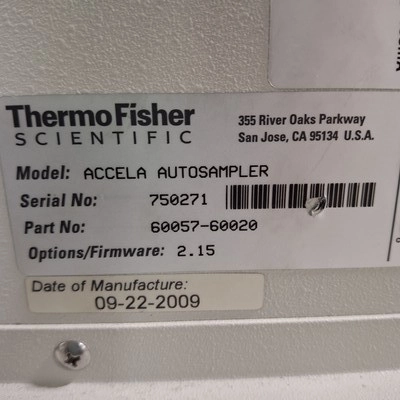 ThermoFisher
SCIENTIFIC
355 River Oaks Parkway
San Jose, CA 95134 U.S.A.
Model: ACCELA AUTOSAMPLER
Serial No: 750271
Part No: 60057-60020
Options/Firmware: 2.15
Date of Manufacture:
09-22-2009